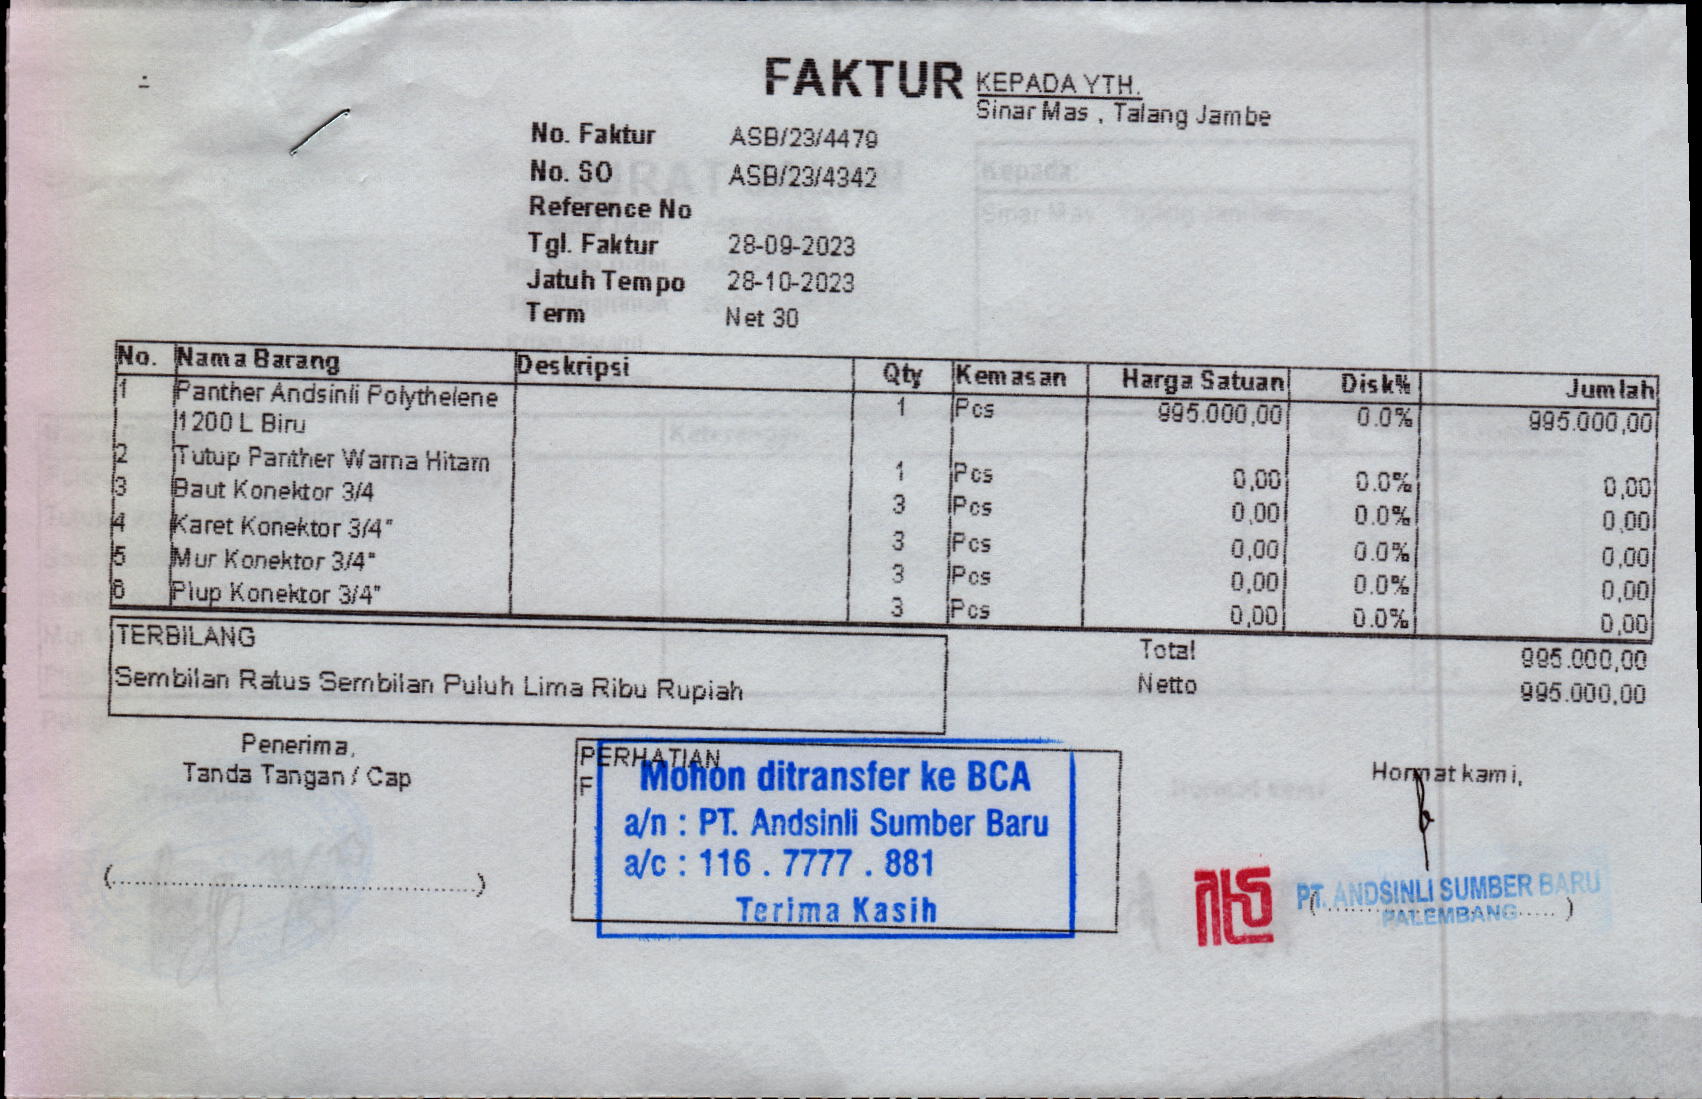 FAKTUR
KEPADA YTH.
Sinar Mas , Talang Jambe
No. Faktur ASB/23/4479
No. SO ASB/23/4342
Reference No
Tgl. Faktur 28-09-2023
Jatuh Tempo 28-10-2023
Term Net 30
No. Nama Barang Deskripsi Qty Kemasan Harga Satuan Disk% Jumlah
1 Panther Andsinli Polythelene 1 Pcs 995.000,00 0.0% 995.000,00
1200 L Biru
2 Tutup Panther Warna Hitam 1 Pcs 0,00 0.0% 0,00
3 Baut Konektor 3/4 3 Pcs 0,00 0.0% 0,00
4 Karet Konektor 3/4" 3 Pcs 0,00 0.0% 0,00
5 Mur Konektor 3/4" 3 Pcs 0,00 0.0% 0,00
6 Plup Konektor 3/4" 3 Pcs 0,00 0.0% 0,00
TERBILANG
Sembilan Ratus Sembilan Puluh Lima Ribu Rupiah
Total 995.000,00
Netto 995.000,00
Penerima,
Tanda Tangan / Cap
(................................................)
PERHATIAN
F
Mohon ditransfer ke BCA
a/n : PT. Andsinli Sumber Baru
a/c : 116 . 7777 . 881
Terima Kasih
Hormat kami,
PT. ANDSINLI SUMBER BARU
PALEMBANG